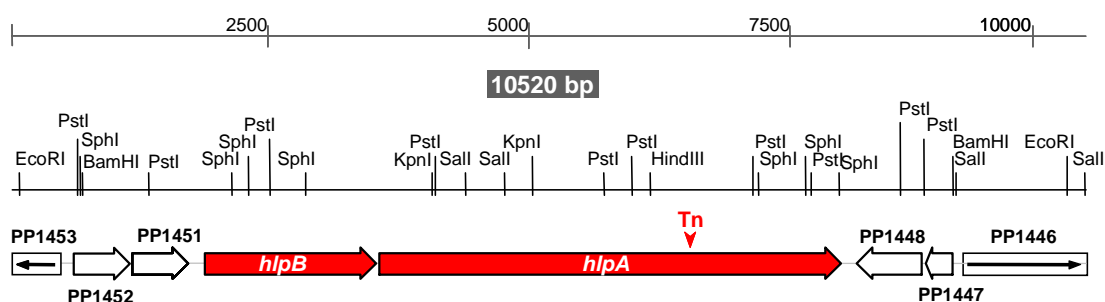 2500 5000 7500 10000
10520 bp
PstI PstI PstI
SphI SphI PstI KpnI PstI PstI SphI BamHI EcoRI
EcoRI BamHI PstI SphI SphI KpnI SalI SalI PstI HindIII SphI PstI SphI SalI SalI
Tn
PP1453 PP1451 PP1448 PP1446
hlpB hlpA
PP1452 PP1447